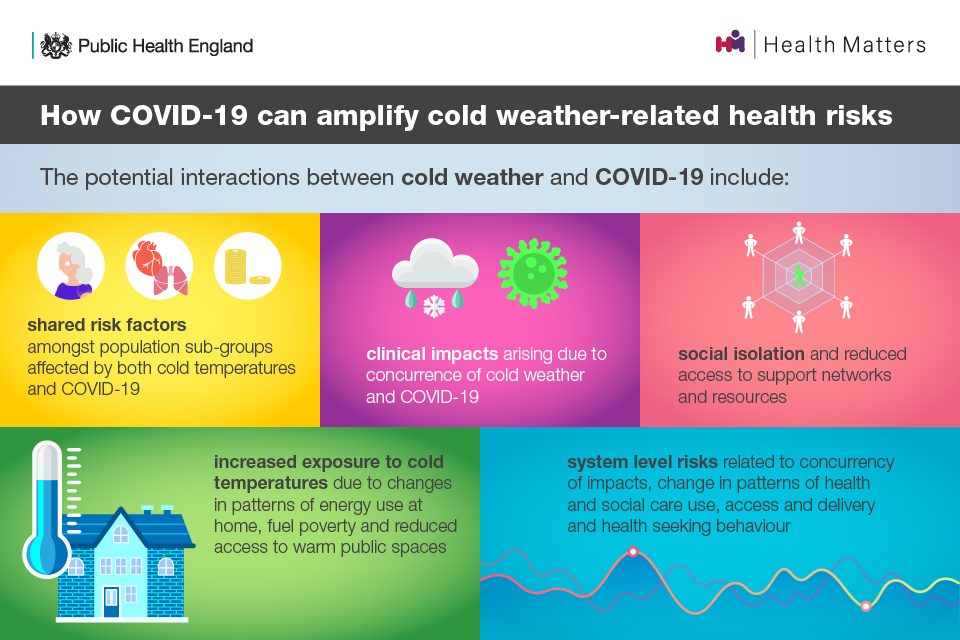 Public Health England
Health Matters
How COVID-19 can amplify cold weather-related health risks
The potential interactions between cold weather and COVID-19 include:
shared risk factors
amongst population sub-groups
affected by both cold temperatures
and COVID-19
clinical impacts arising due to
concurrence of cold weather
and COVID-19
social isolation and reduced
access to support networks
and resources
increased exposure to cold
temperatures due to changes
in patterns of energy use at
home, fuel poverty and reduced
access to warm public spaces
system level risks related to concurrency
of impacts, change in patterns of health
and social care use, access and delivery
and health seeking behaviour